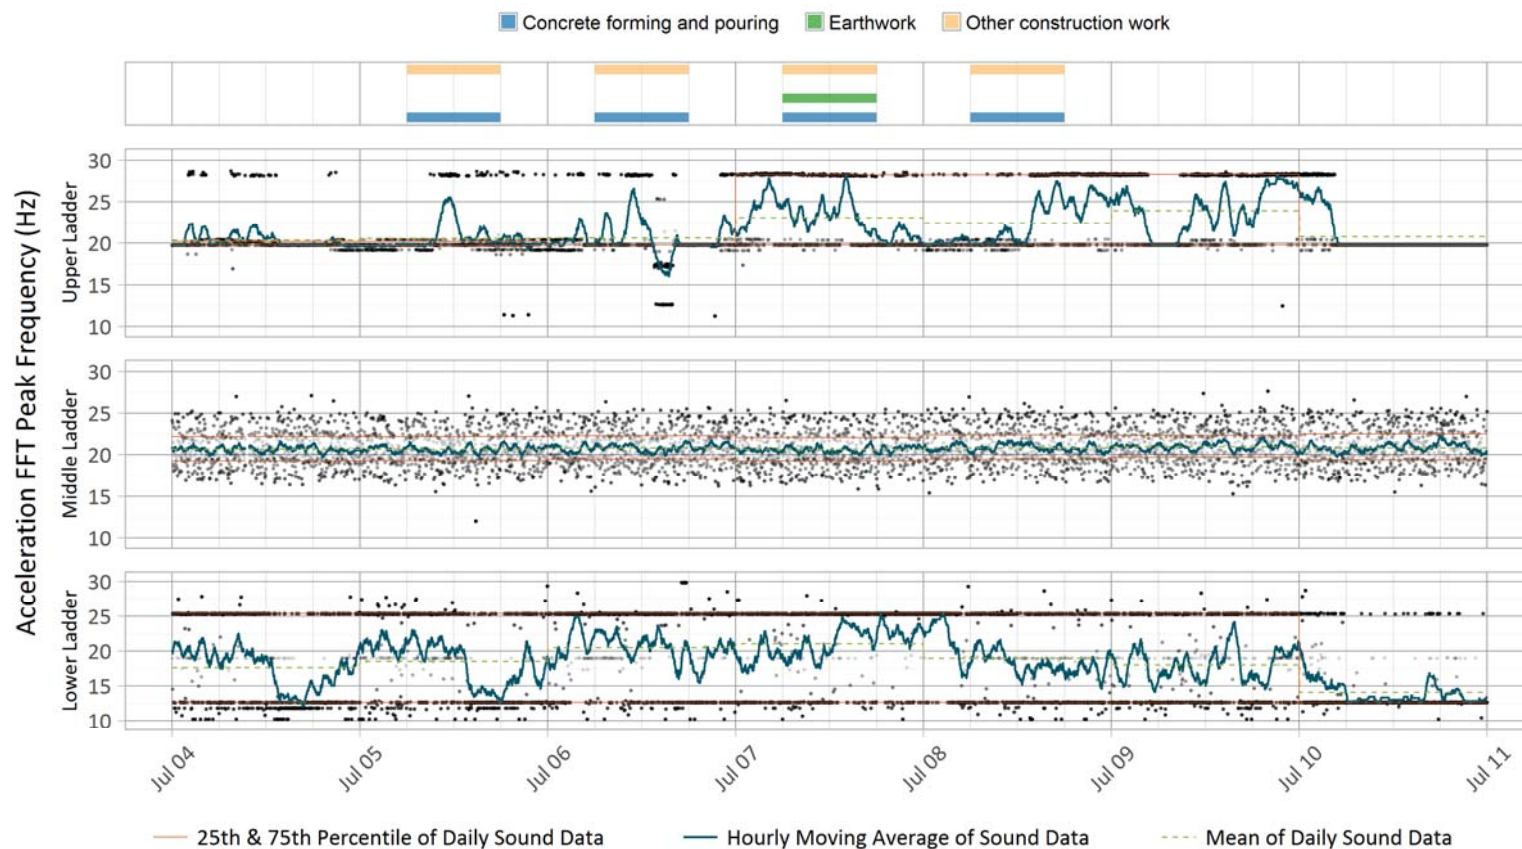 Concrete forming and pouring Earthwork Other construction work
Acceleration FFT Peak Frequency (Hz)
Upper Ladder
30
25
20
15
10
Middle Ladder
30
25
20
15
10
Lower Ladder
30
25
20
15
10
Jul 04 Jul 05 Jul 06 Jul 07 Jul 08 Jul 09 Jul 10 Jul 11
25th & 75th Percentile of Daily Sound Data Hourly Moving Average of Sound Data Mean of Daily Sound Data